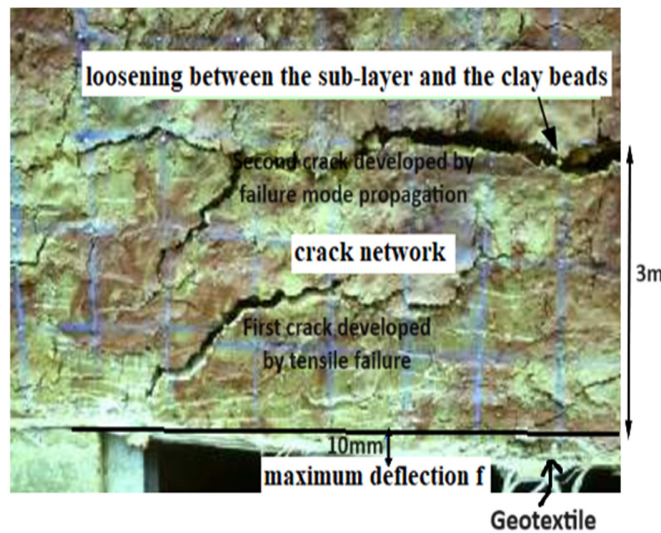 loosening between the sub-layer and the clay beads
Second crack developed by
failure mode propagation
crack network
3m
First crack developed
by tensile failure
10mm
maximum deflection f
Geotextile